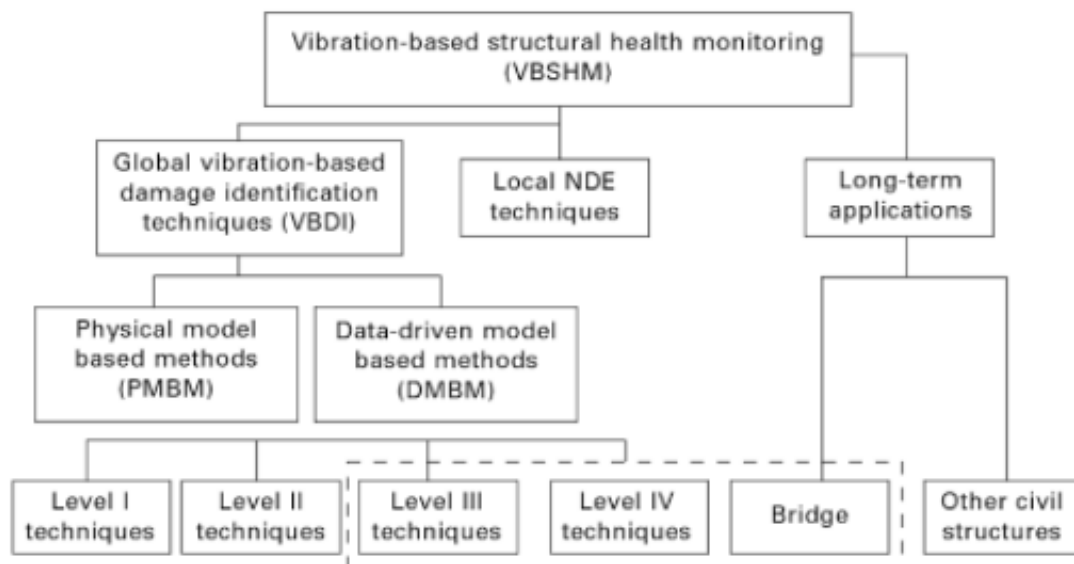 Vibration-based structural health monitoring
(VBSHM)
Global vibration-based
damage identification
techniques (VBDI)
Local NDE
techniques
Long-term
applications
Physical model
based methods
(PMBM)
Data-driven model
based methods
(DMBM)
Level I
techniques
Level II
techniques
Level III
techniques
Level IV
techniques
Bridge
Other civil
structures